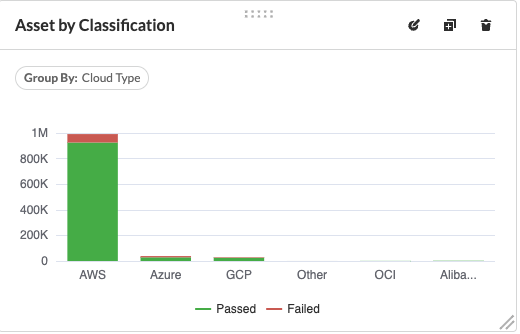 Asset by Classification
Group By: Cloud Type
1M
800K
600K
400K
200K
0
AWS Azure GCP Other OCI Aliba...
Passed Failed